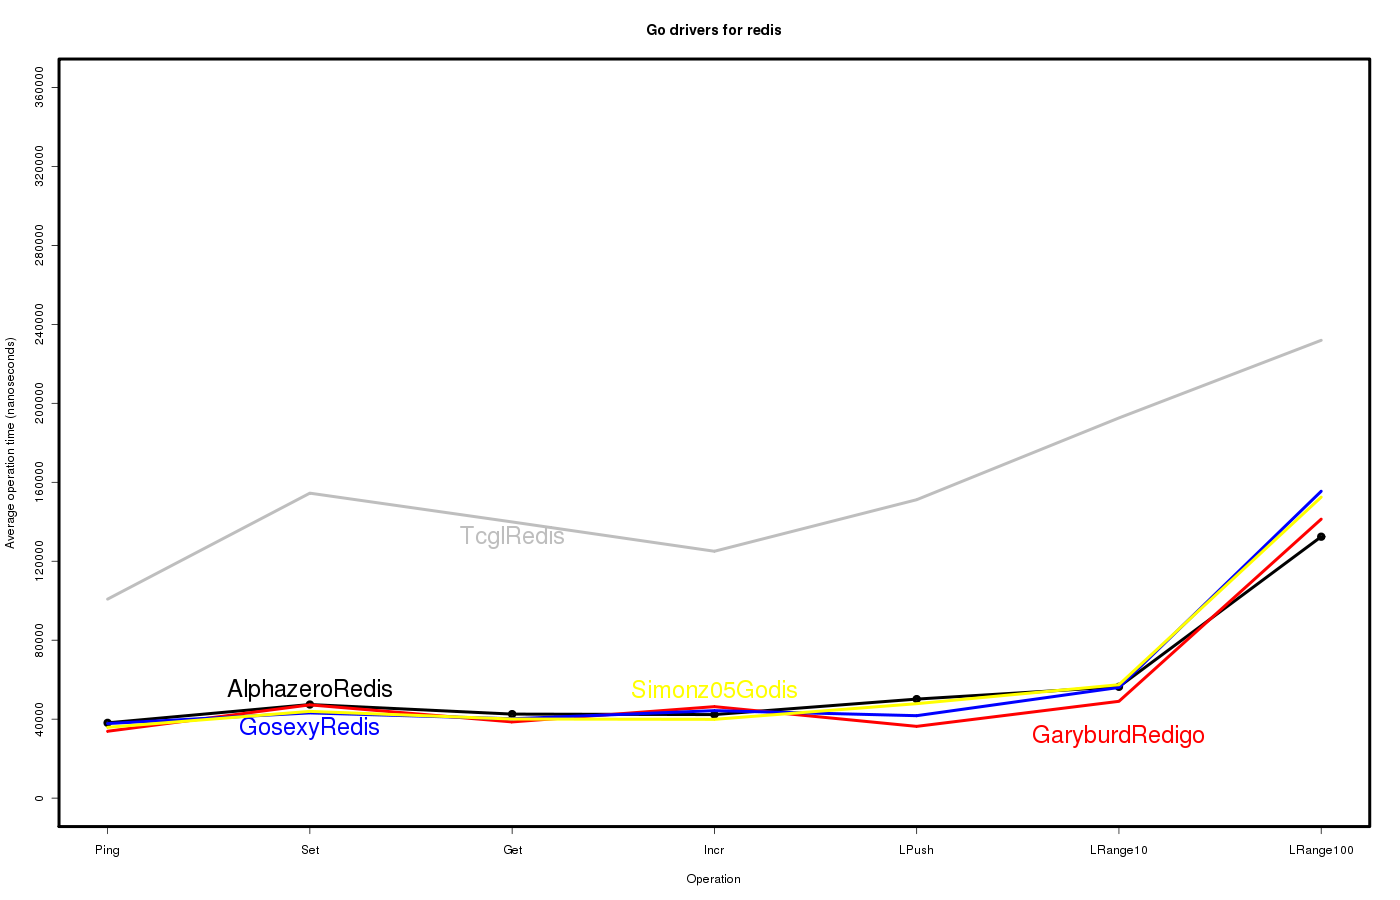 Go drivers for redis
Average operation time (nanoseconds)
360000
320000
280000
240000
200000
160000
120000
80000
40000
0
TcglRedis
AlphazeroRedis
Simonz05Godis
GosexyRedis
GaryburdRedigo
Ping Set Get Incr LPush LRange10 LRange100
Operation